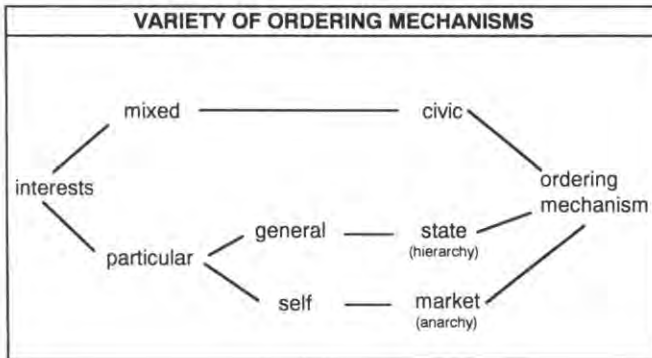 VARIETY OF ORDERING MECHANISMS
mixed
civic
interests
ordering
mechanism
general
state
(hierarchy)
particular
self
market
(anarchy)